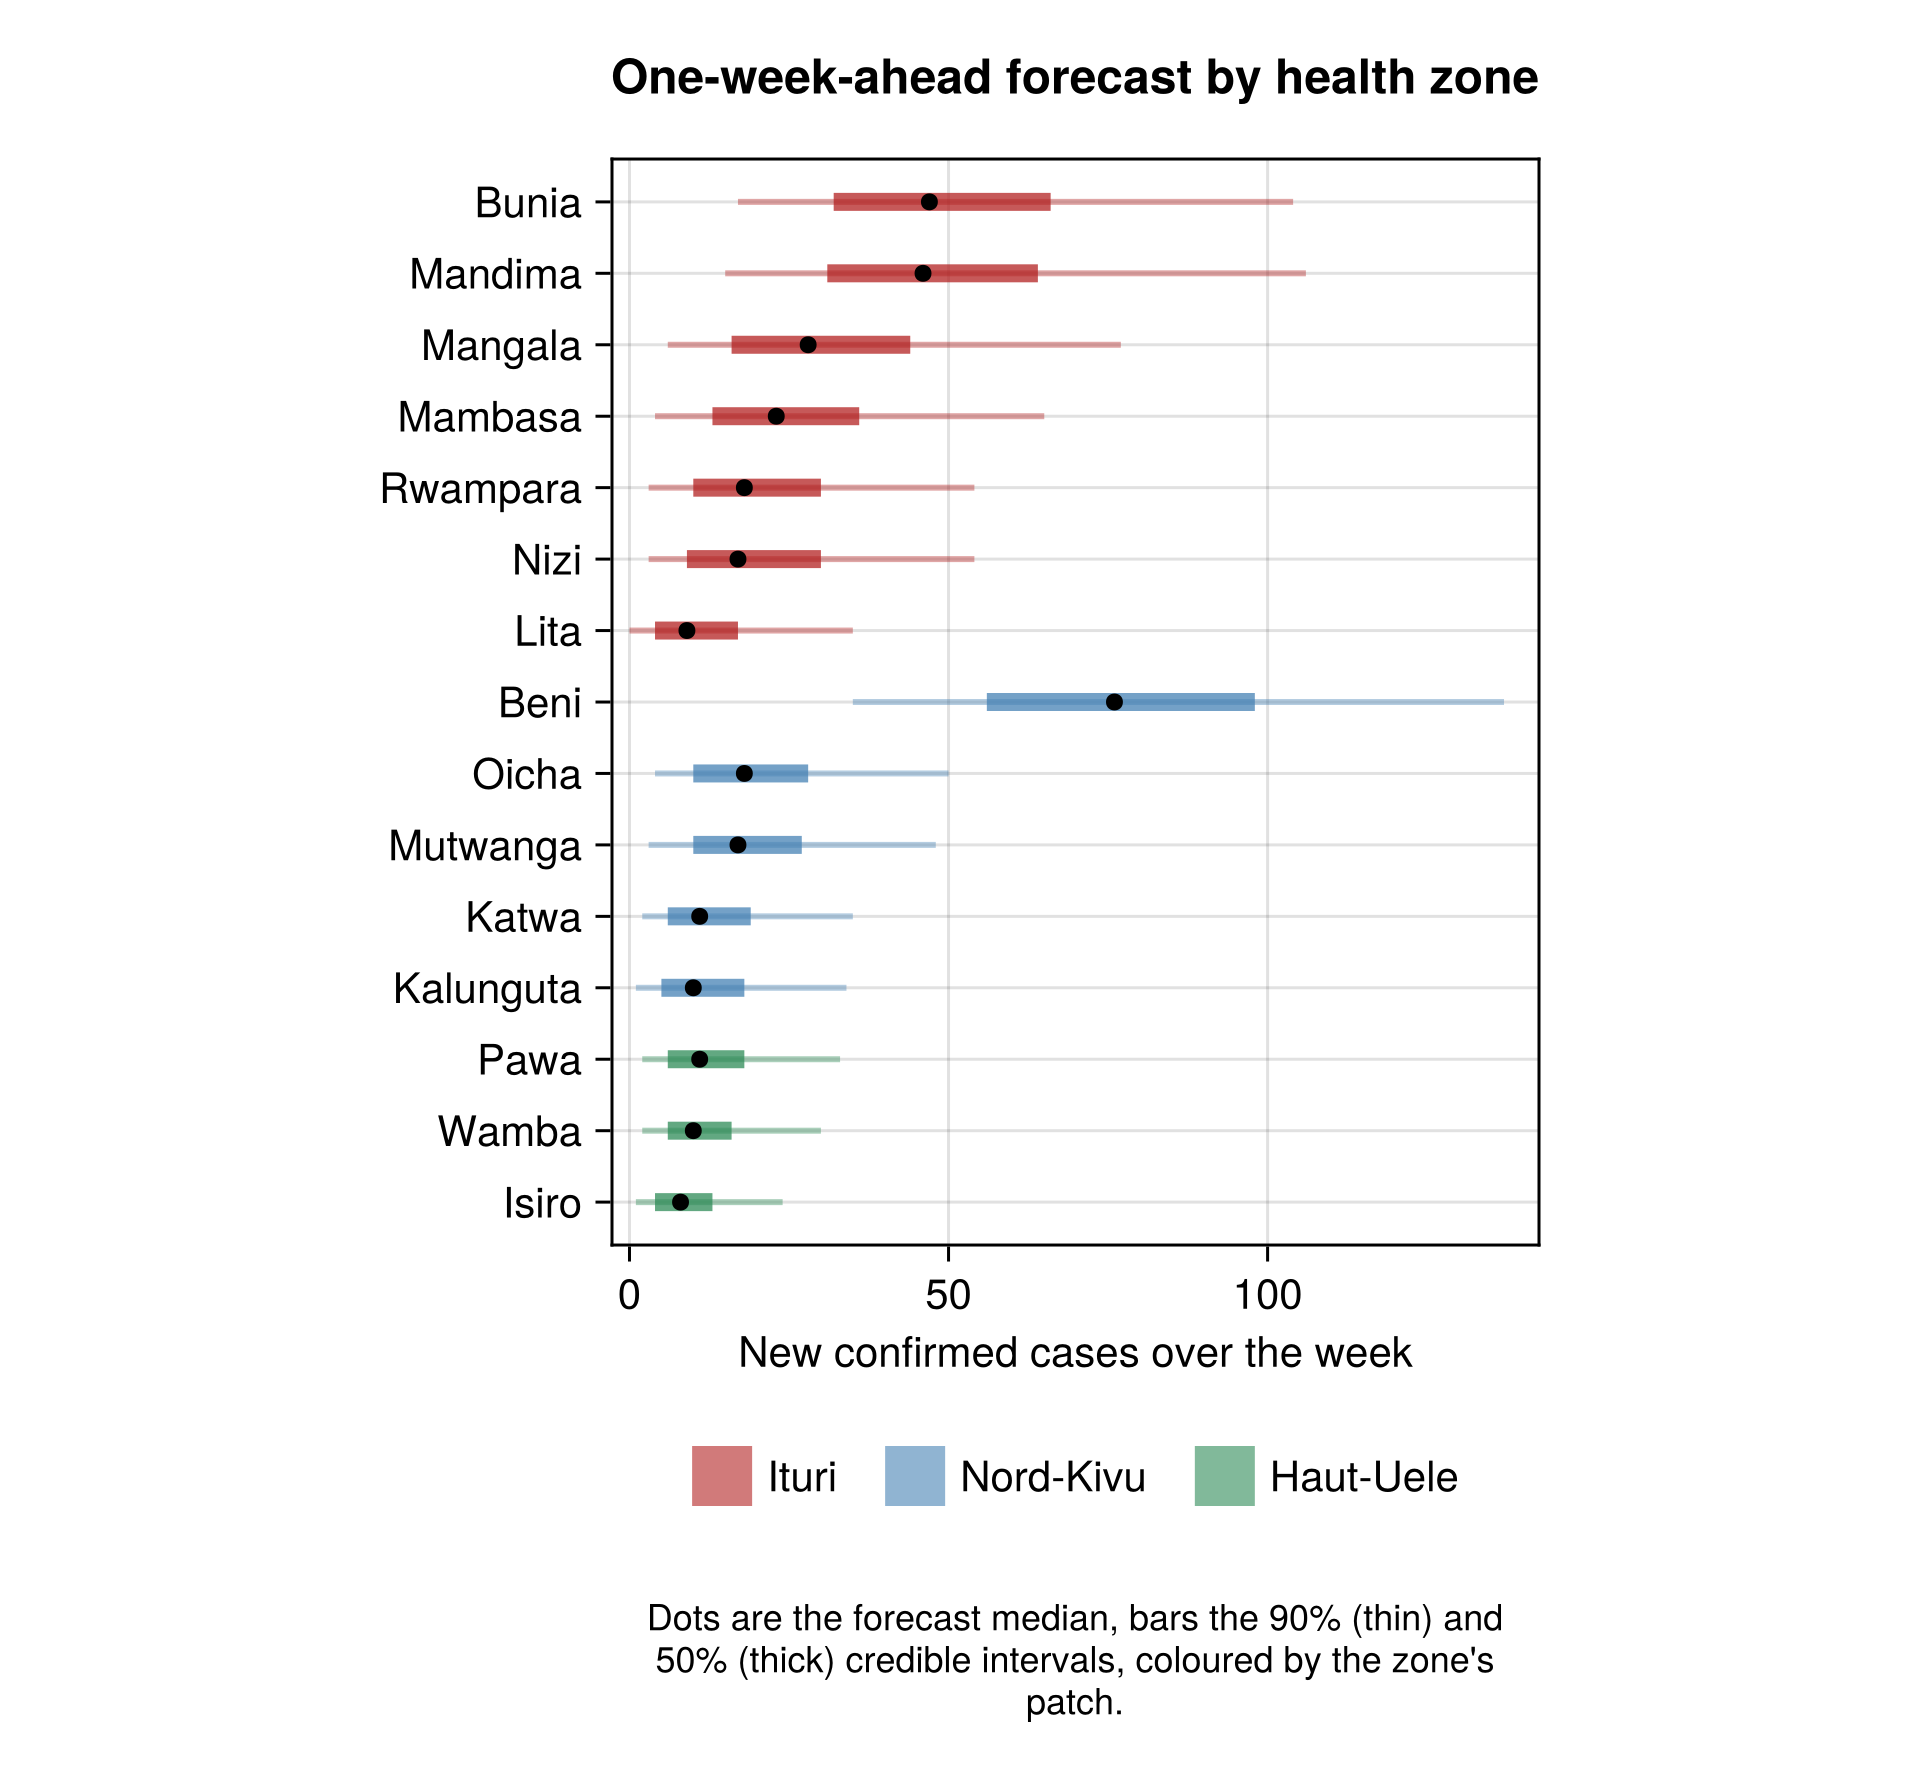 One-week-ahead forecast by health zone
Bunia
Mandima
Mangala
Mambasa
Rwampara
Nizi
Lita
Beni
Oicha
Mutwanga
Katwa
Kalunguta
Pawa
Wamba
Isiro
0 50 100
New confirmed cases over the week
Ituri Nord-Kivu Haut-Uele
Dots are the forecast median, bars the 90% (thin) and
50% (thick) credible intervals, coloured by the zone's
patch.